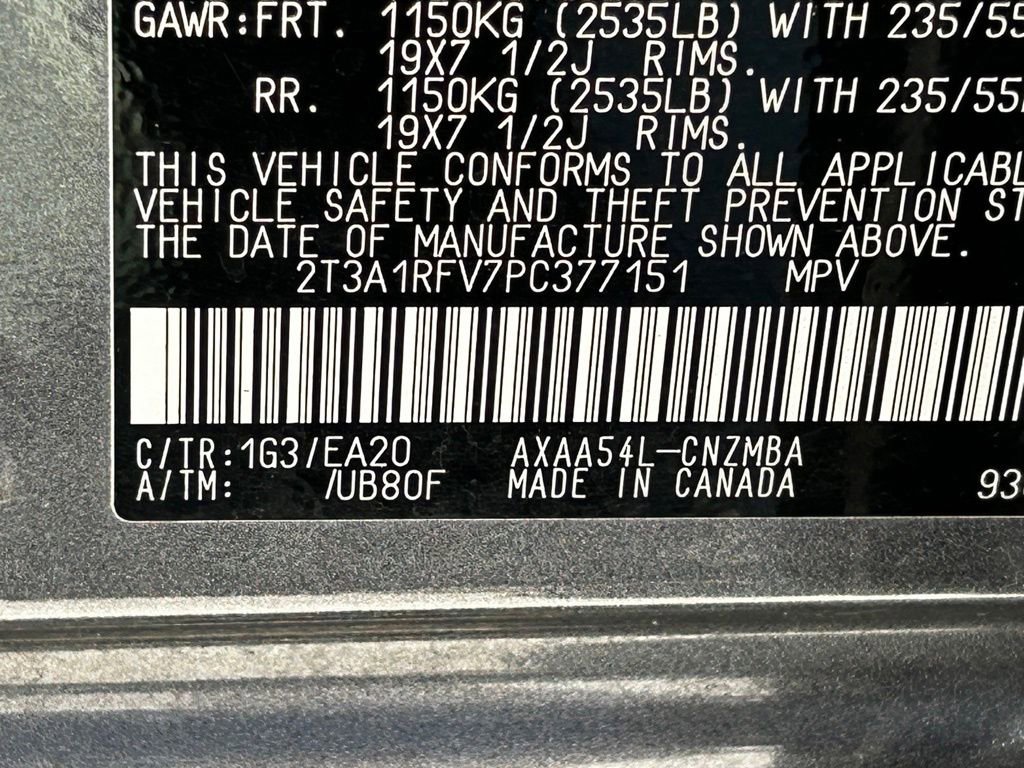 GAWR:FRT. 1150KG (2535LB) WITH 235/55
19X7 1/2J RIMS.
RR. 1150KG (2535LB) WITH 235/55
19X7 1/2J RIMS.
THIS VEHICLE CONFORMS TO ALL APPLICABL
VEHICLE SAFETY AND THEFT PREVENTION ST
THE DATE OF MANUFACTURE SHOWN ABOVE.
2T3A1RFV7PC377151 MPV
C/TR:1G3/EA20 AXAA54L-CNZMBA
A/TM: /UB80F MADE IN CANADA 93